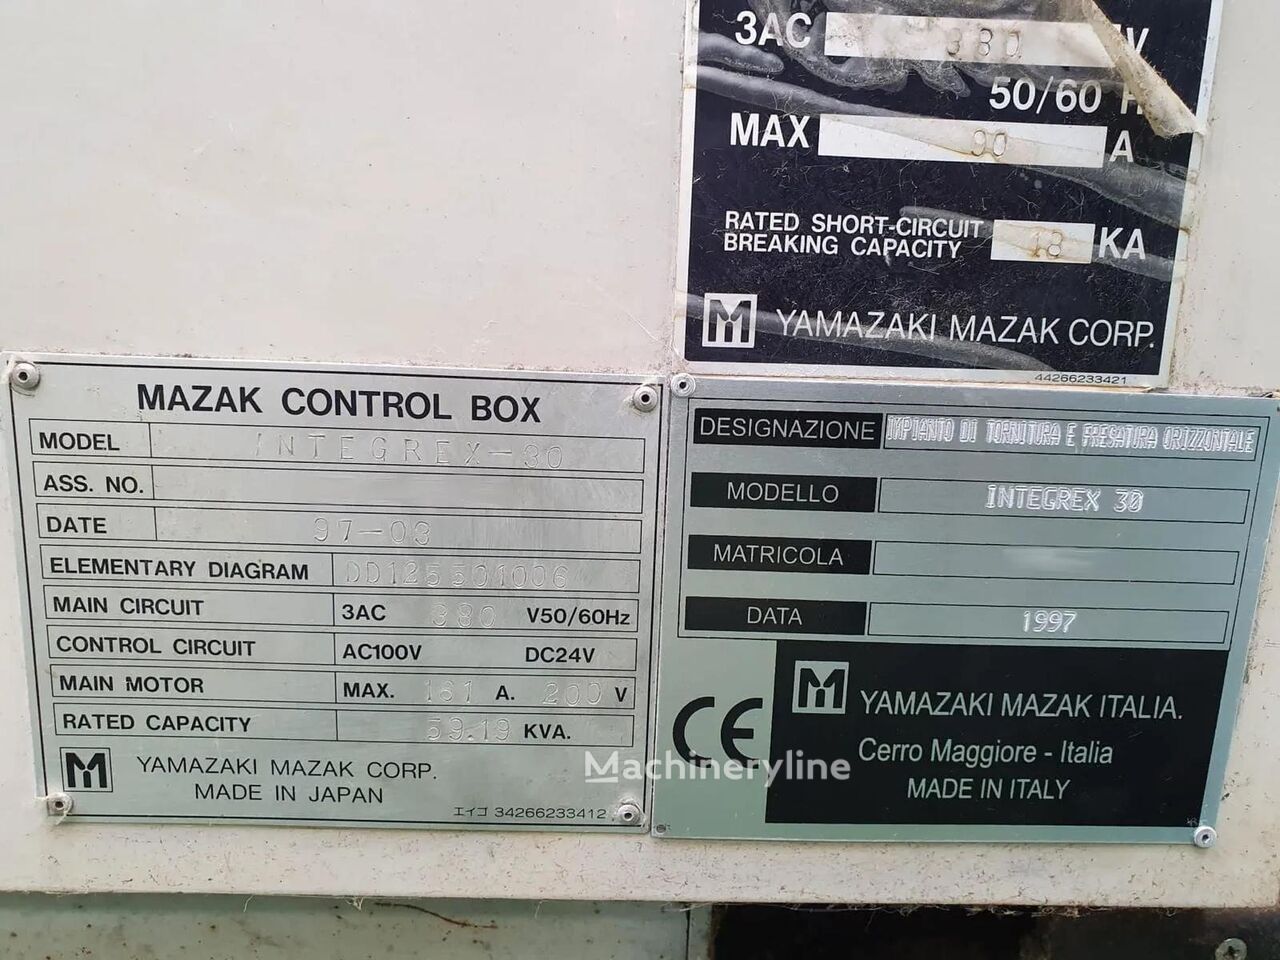 3AC 380 V
50/60 H
MAX 90 A
RATED SHORT-CIRCUIT
BREAKING CAPACITY 18 KA
YAMAZAKI MAZAK CORP.
44266233421
MAZAK CONTROL BOX
MODEL INTEGREX-30
ASS. NO.
DATE 97-03
ELEMENTARY DIAGRAM DD125501006
MAIN CIRCUIT 3AC 380 V50/60Hz
CONTROL CIRCUIT AC100V DC24V
MAIN MOTOR MAX. 161 A. 200 V
RATED CAPACITY 59.19 KVA.
YAMAZAKI MAZAK CORP.
MADE IN JAPAN
エイコ 34266233412
DESIGNAZIONE IMPIANTO DI TORNITURA E FRESATURA ORIZZONTALE
MODELLO INTEGREX 30
MATRICOLA
DATA 1997
CE
YAMAZAKI MAZAK ITALIA.
Cerro Maggiore - Italia
MADE IN ITALY
Machineryline